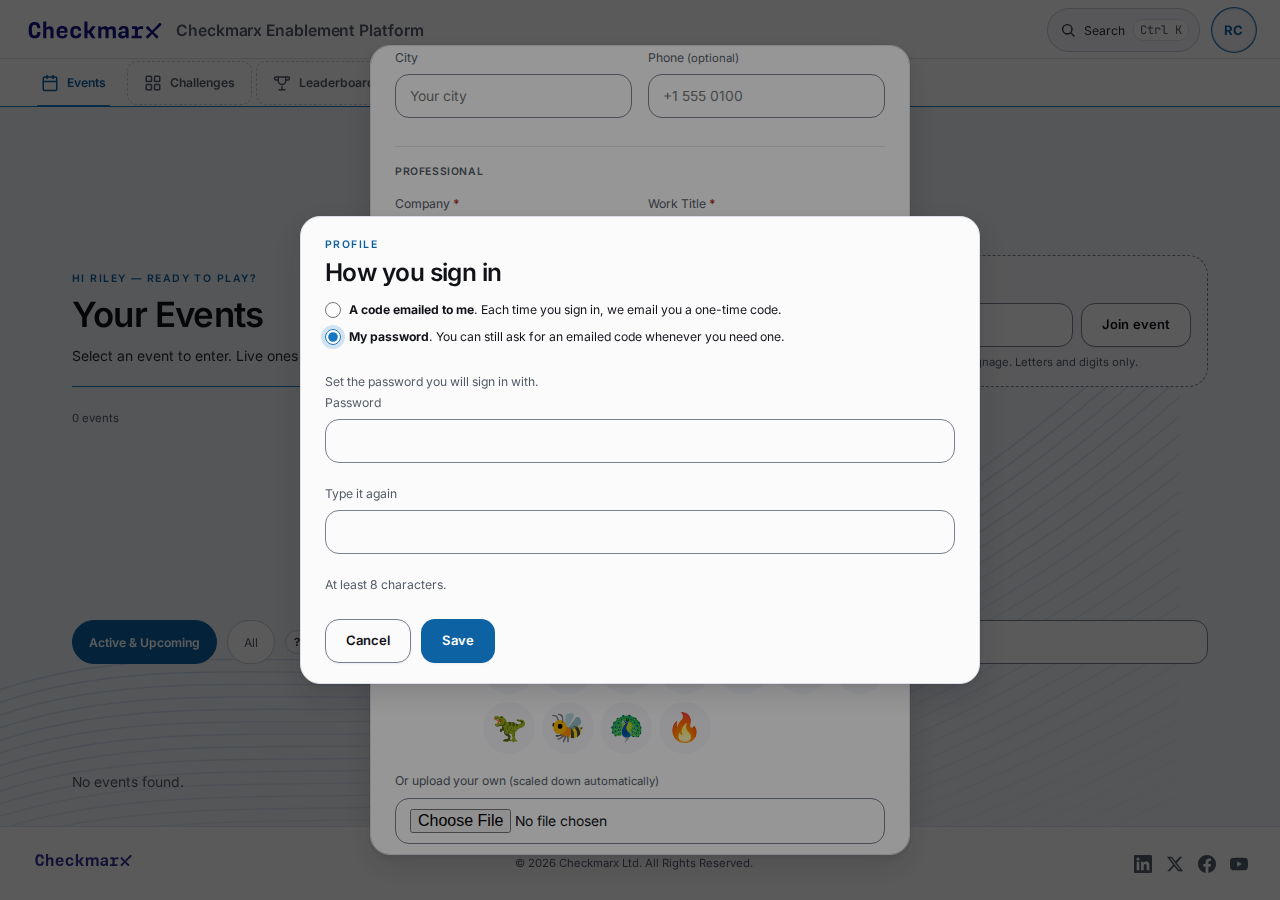 Checkmarx Checkmarx Enablement Platform Search Ctrl K RC
Events Challenges Leaderboard
City Phone (optional)
Your city +1 555 0100
PROFESSIONAL
Company * Work Title *
PROFILE
How you sign in
A code emailed to me. Each time you sign in, we email you a one-time code.
My password. You can still ask for an emailed code whenever you need one.
Set the password you will sign in with.
Password
Type it again
At least 8 characters.
Cancel Save
HI RILEY — READY TO PLAY?
Your Events
Select an event to enter. Live ones
Join event
Letters and digits only.
0 events
Active & Upcoming All ?
No events found.
Or upload your own (scaled down automatically)
Choose File No file chosen
Checkmarx © 2026 Checkmarx Ltd. All Rights Reserved.